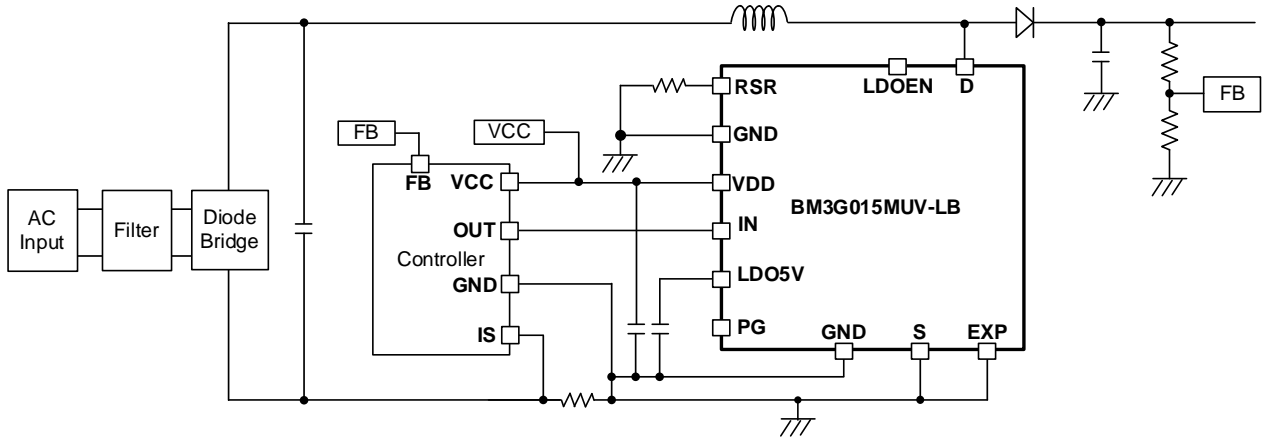 LDOEN
D
RSR
FB
FB
VCC
GND
FB
VCC
VDD
BM3G015MUV-LB
AC
Input
Filter
Diode
Bridge
OUT
IN
Controller
LDO5V
GND
IS
PG
GND
S
EXP